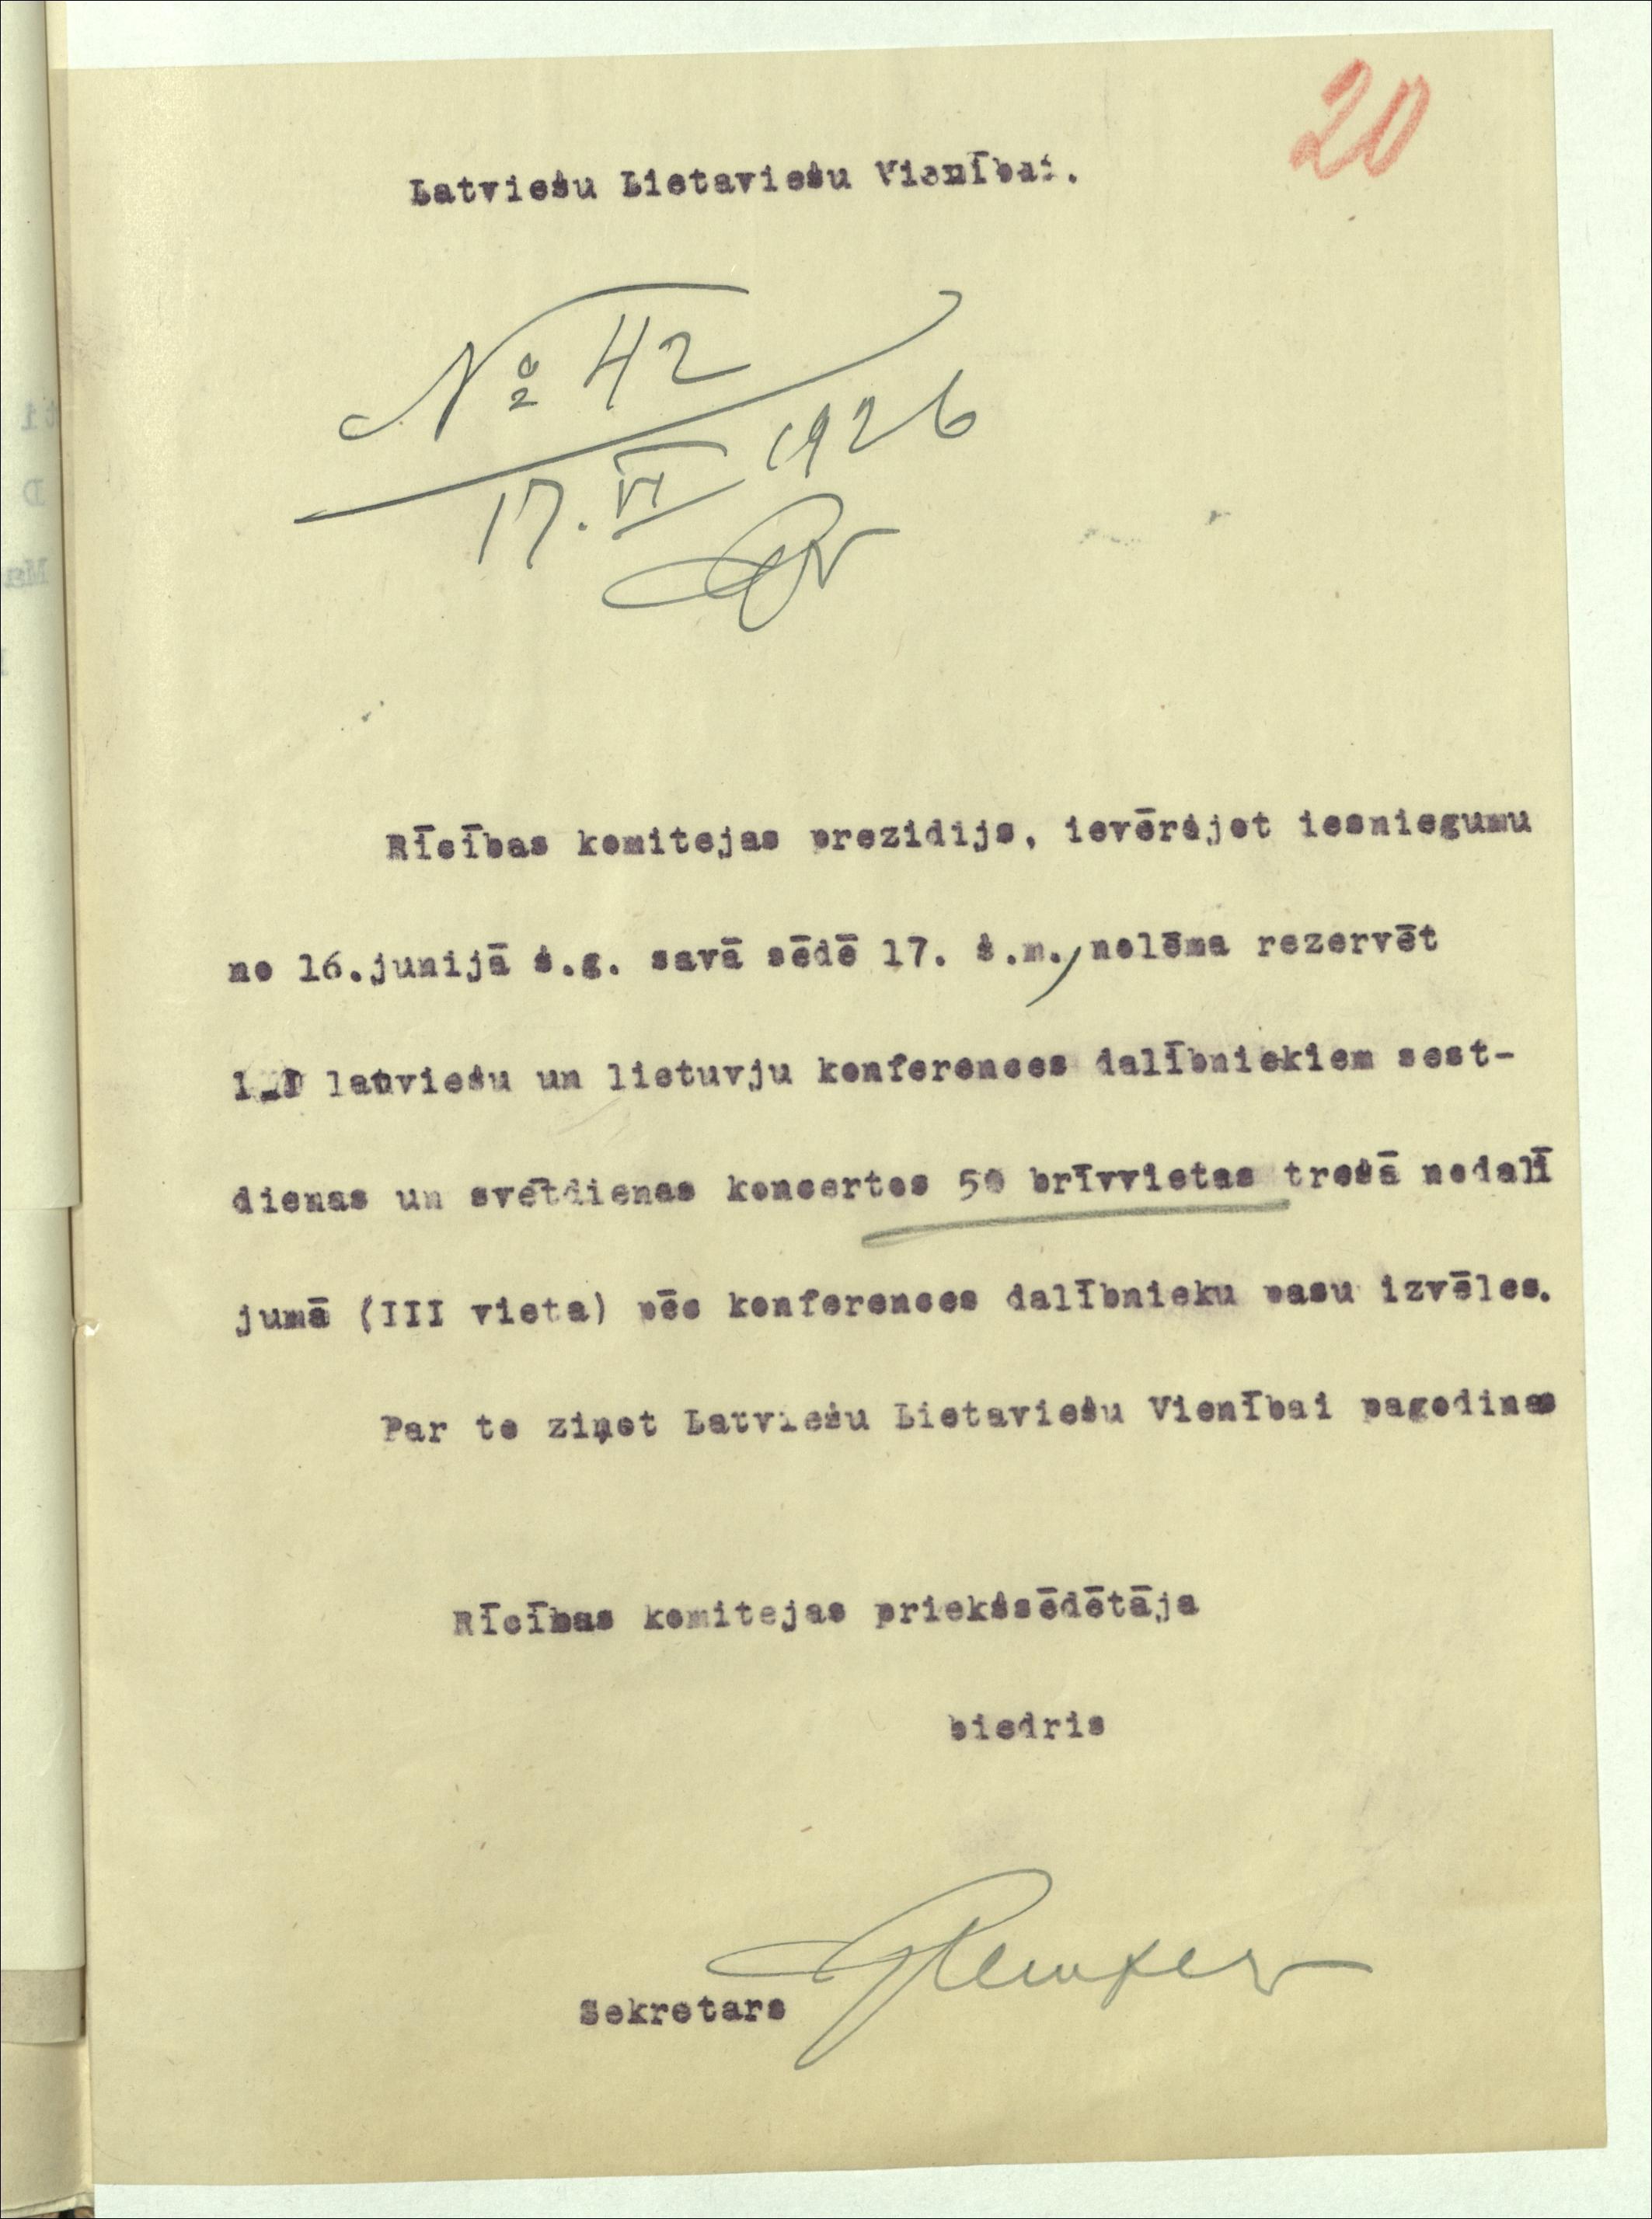 20
Latviešu Lietaviešu Vienībai.
№ 42
17. VI 1926
Rīcības komitejas prezidijs, ievērojot iesniegumu
no 16.junijā š.g. savā sēdē 17. š.m., nolēma rezervēt
latviešu un lietuvju konferences dalībniekiem sest-
dienas un svētdienas koncertos 50 brīvvietas trešā nodalī
jumā (III vieta) pēc konferences dalībnieku pašu izvēles.
Par to ziņot Latviešu Lietaviešu Vienībai pagodinas
Rīcības komitejas priekšsēdētāja
biedris
Sekretars